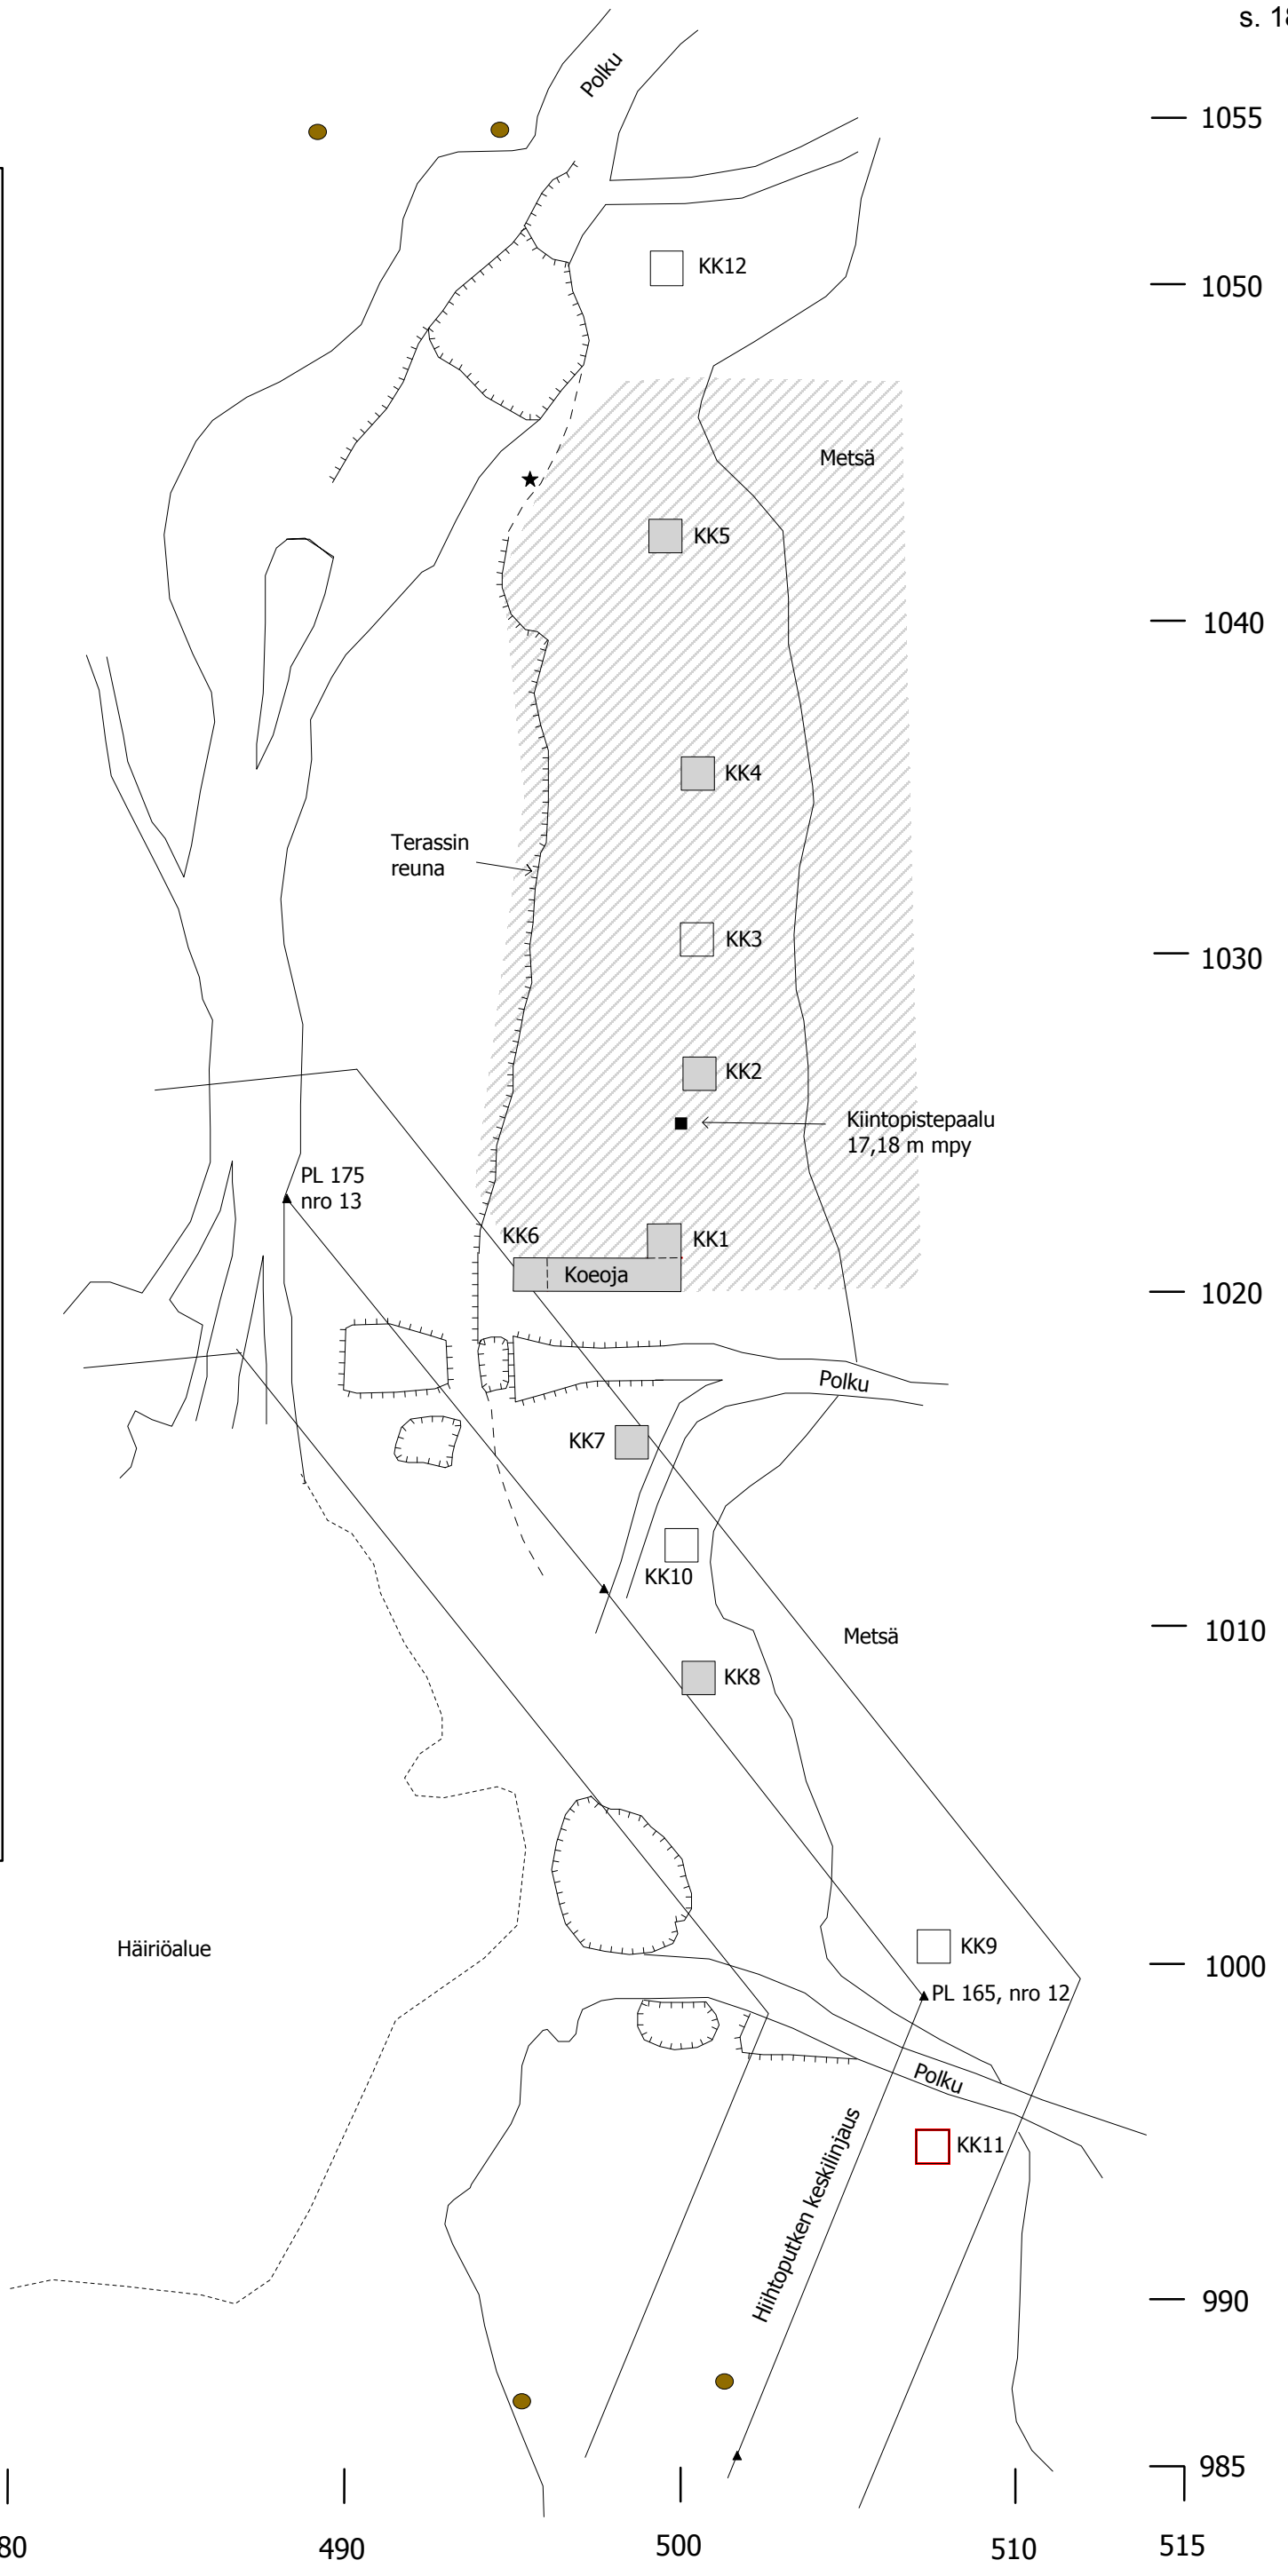 s. 18
Polku
1055
KK12
1050
Metsä
KK5
1040
KK4
Terassin
reuna
KK3
1030
KK2
Kiintopistepaalu
17,18 m mpy
PL 175
nro 13
KK6
KK1
Koeoja
1020
Polku
KK7
KK10
1010
Metsä
KK8
Häiriöalue
KK9
1000
PL 165, nro 12
Polku
KK11
Hiihtoputken keskilinjaus
990
985
80
490
500
510
515